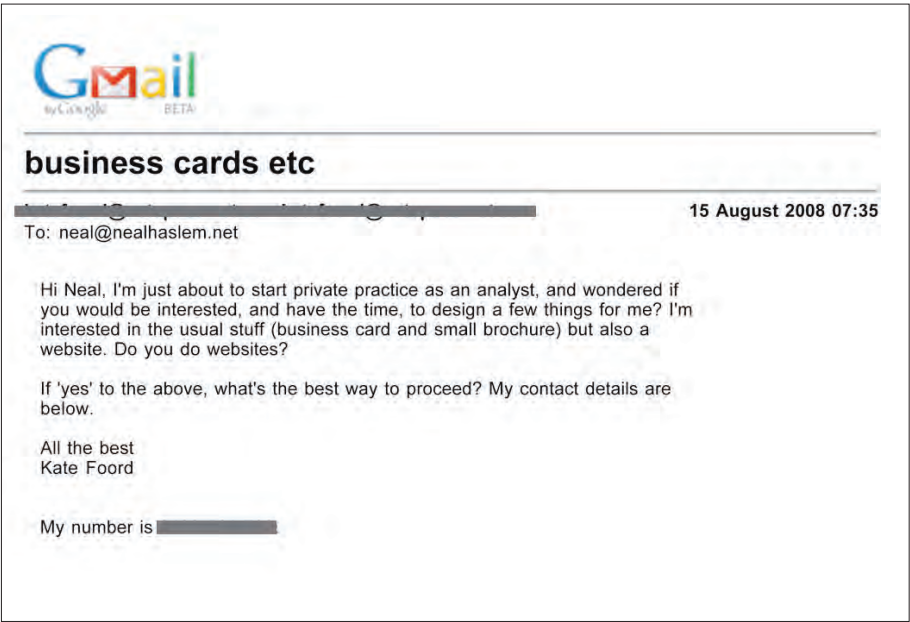 Gmail
by Google BETA
business cards etc
15 August 2008 07:35
To: neal@nealhaslem.net
Hi Neal, I'm just about to start private practice as an analyst, and wondered if
you would be interested, and have the time, to design a few things for me? I'm
interested in the usual stuff (business card and small brochure) but also a
website. Do you do websites?
If 'yes' to the above, what's the best way to proceed? My contact details are
below.
All the best
Kate Foord
My number is